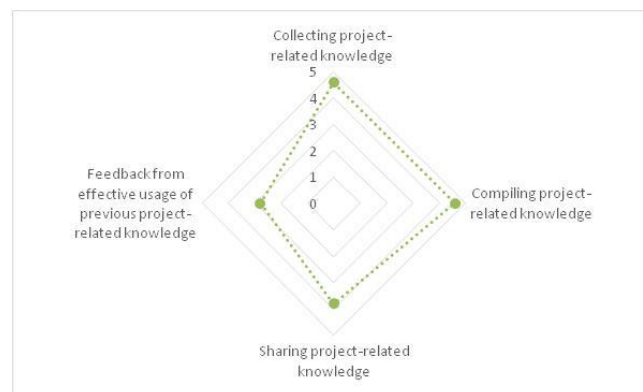 Collecting project-
related knowledge
5
4
3
2
1
0
Feedback from
effective usage of
previous project-
related knowledge
Compiling project-
related knowledge
Sharing project-related
knowledge